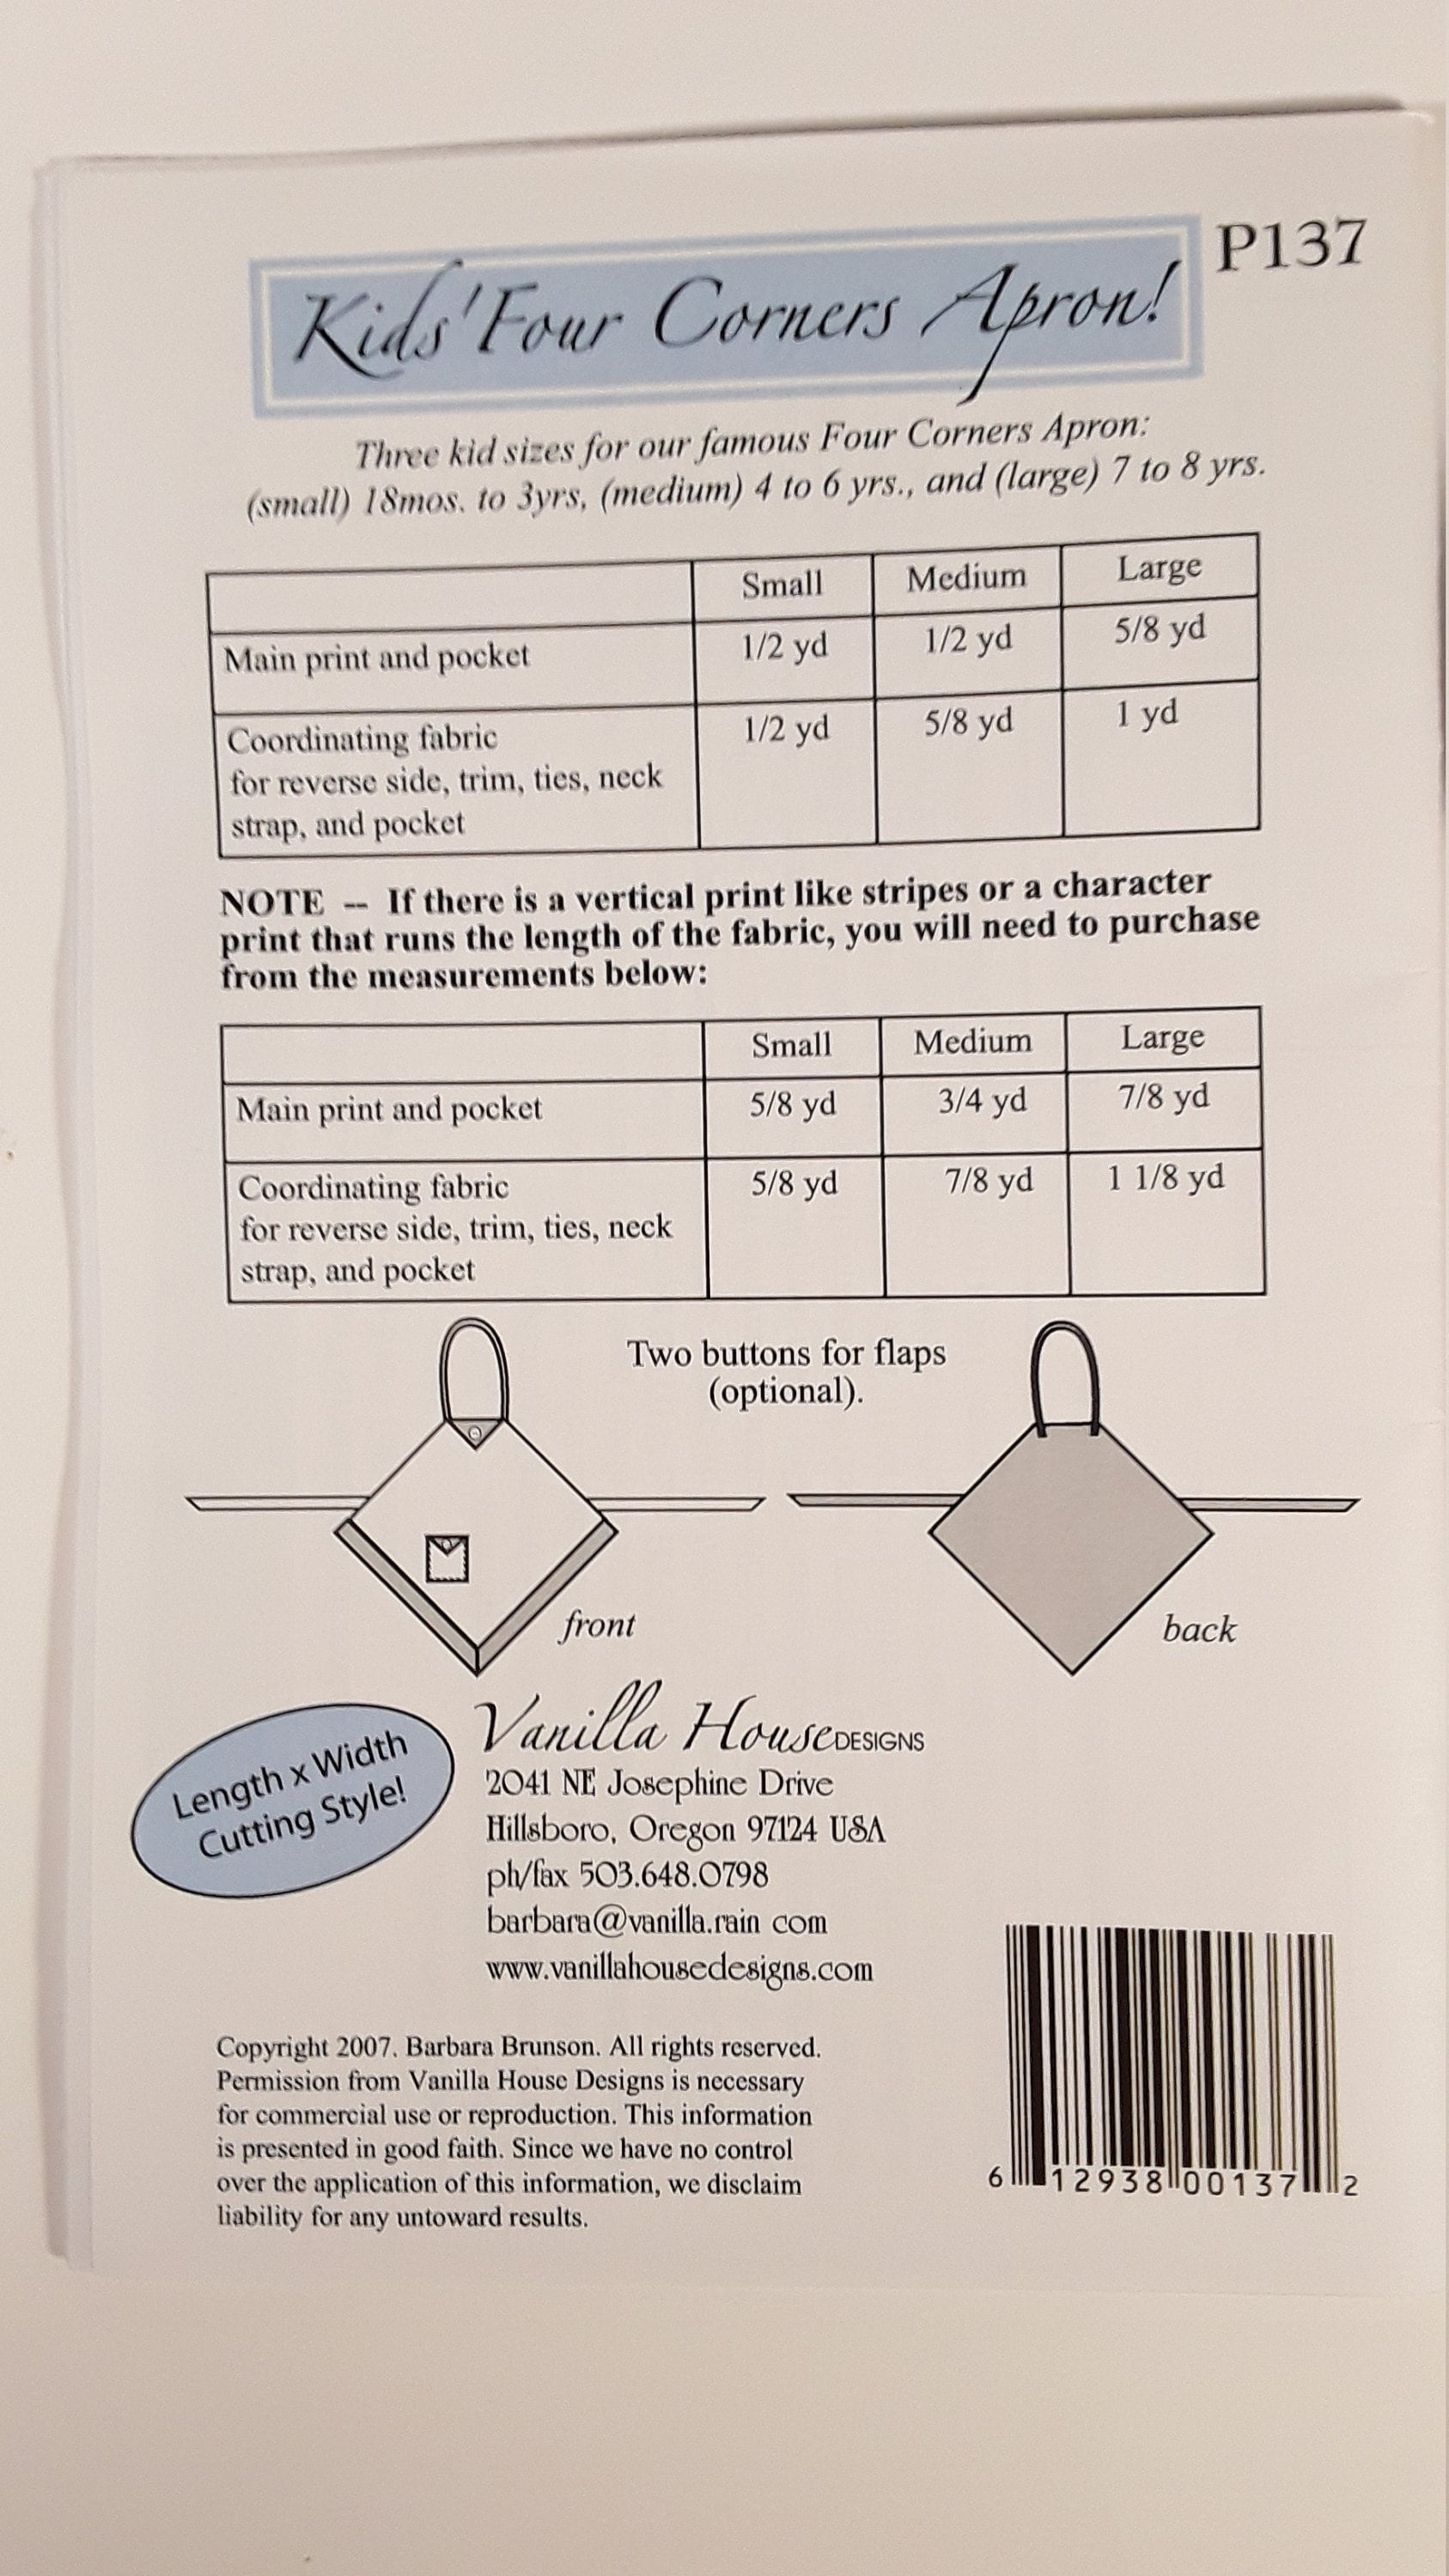 P137
Kids' Four Corners Apron!
Three kid sizes for our famous Four Corners Apron:
(small) 18mos. to 3yrs, (medium) 4 to 6 yrs., and (large) 7 to 8 yrs.
Small Medium Large
Main print and pocket 1/2 yd 1/2 yd 5/8 yd
Coordinating fabric 1/2 yd 5/8 yd 1 yd
for reverse side, trim, ties, neck
strap, and pocket
NOTE -- If there is a vertical print like stripes or a character
print that runs the length of the fabric, you will need to purchase
from the measurements below:
Small Medium Large
Main print and pocket 5/8 yd 3/4 yd 7/8 yd
Coordinating fabric 5/8 yd 7/8 yd 1 1/8 yd
for reverse side, trim, ties, neck
strap, and pocket
Two buttons for flaps
(optional).
front
back
Length x Width
Cutting Style!
Vanilla House DESIGNS
2041 NE Josephine Drive
Hillsboro, Oregon 97124 USA
ph/fax 503.648.0798
barbara@vanilla.rain com
www.vanillahousedesigns.com
Copyright 2007. Barbara Brunson. All rights reserved.
Permission from Vanilla House Designs is necessary
for commercial use or reproduction. This information
is presented in good faith. Since we have no control
over the application of this information, we disclaim
liability for any untoward results.
6 12938 00137 2